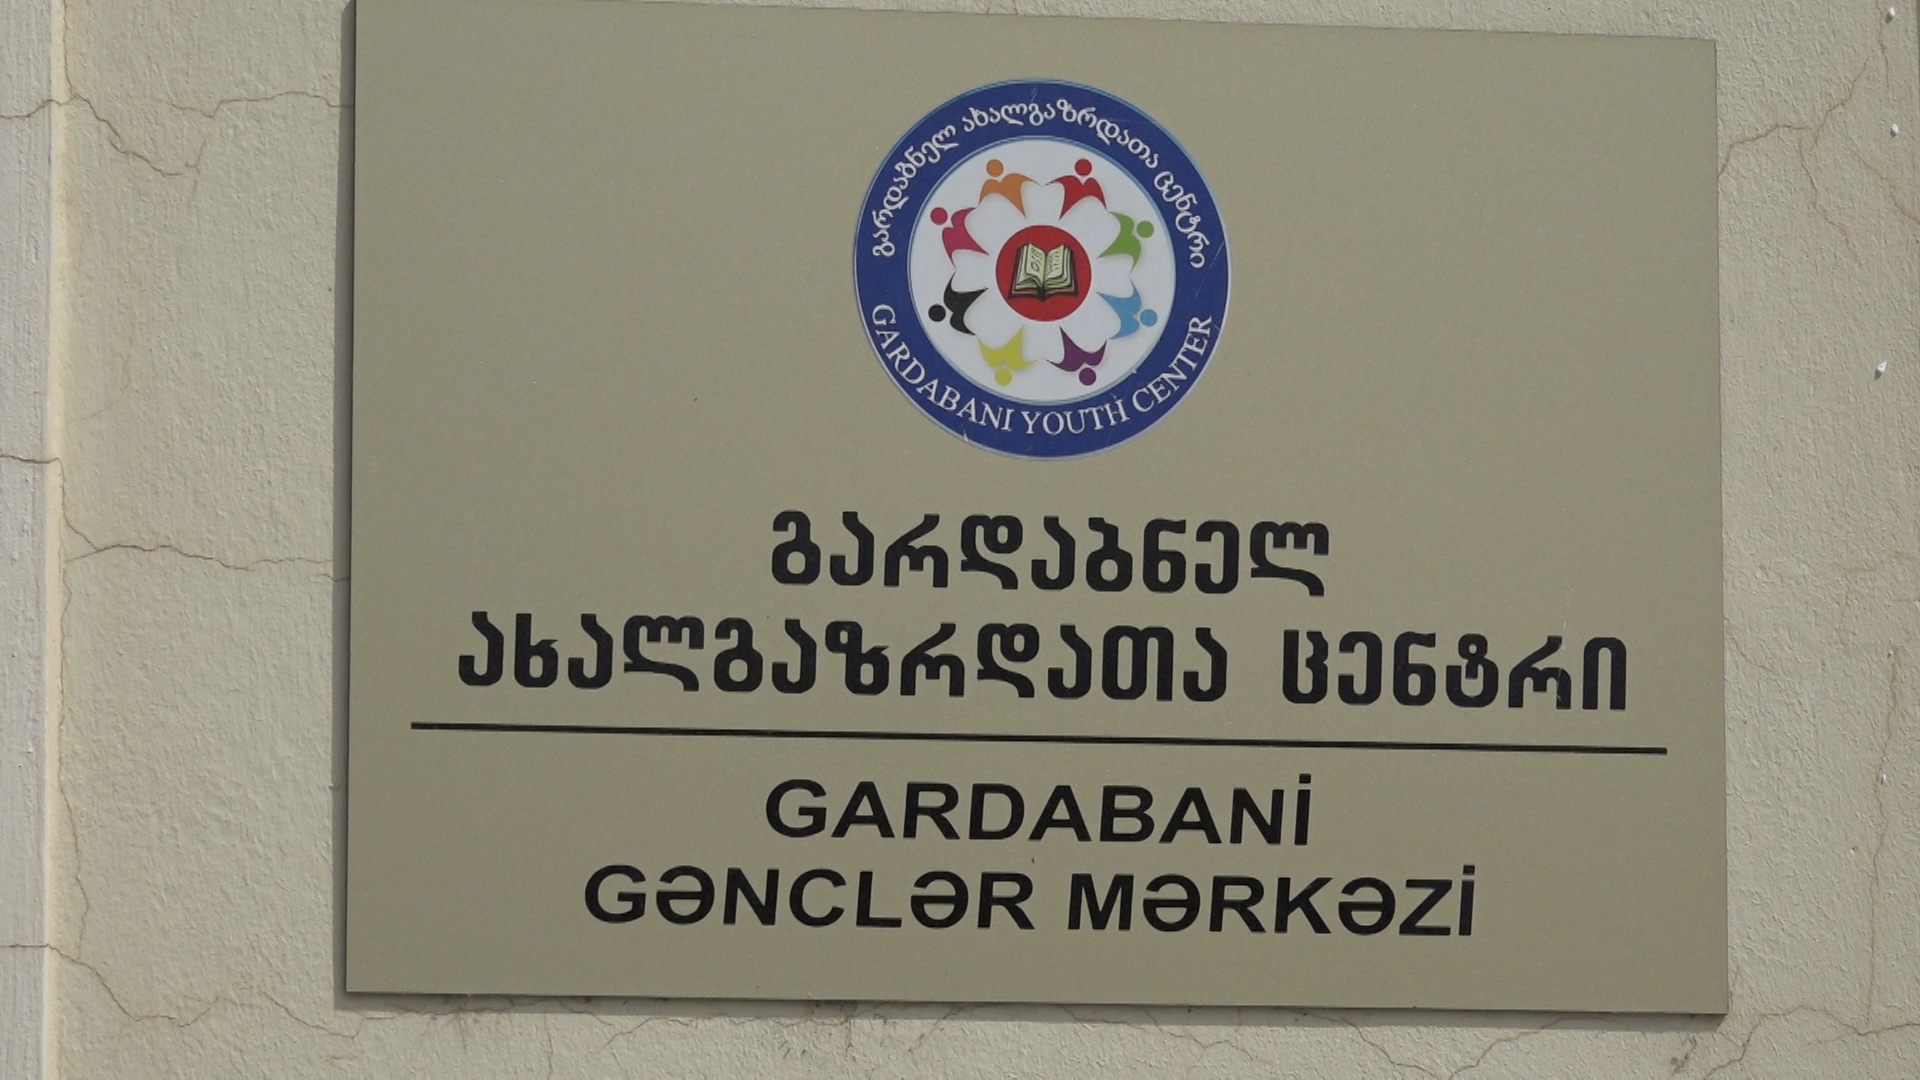 გარდაბნელ ახალგაზრდათა ცენტრი
GARDABANI YOUTH CENTER
გარდაბნელ
ახალგაზრდათა ცენტრი
GARDABANİ
GƏNCLƏR MƏRKƏZİ